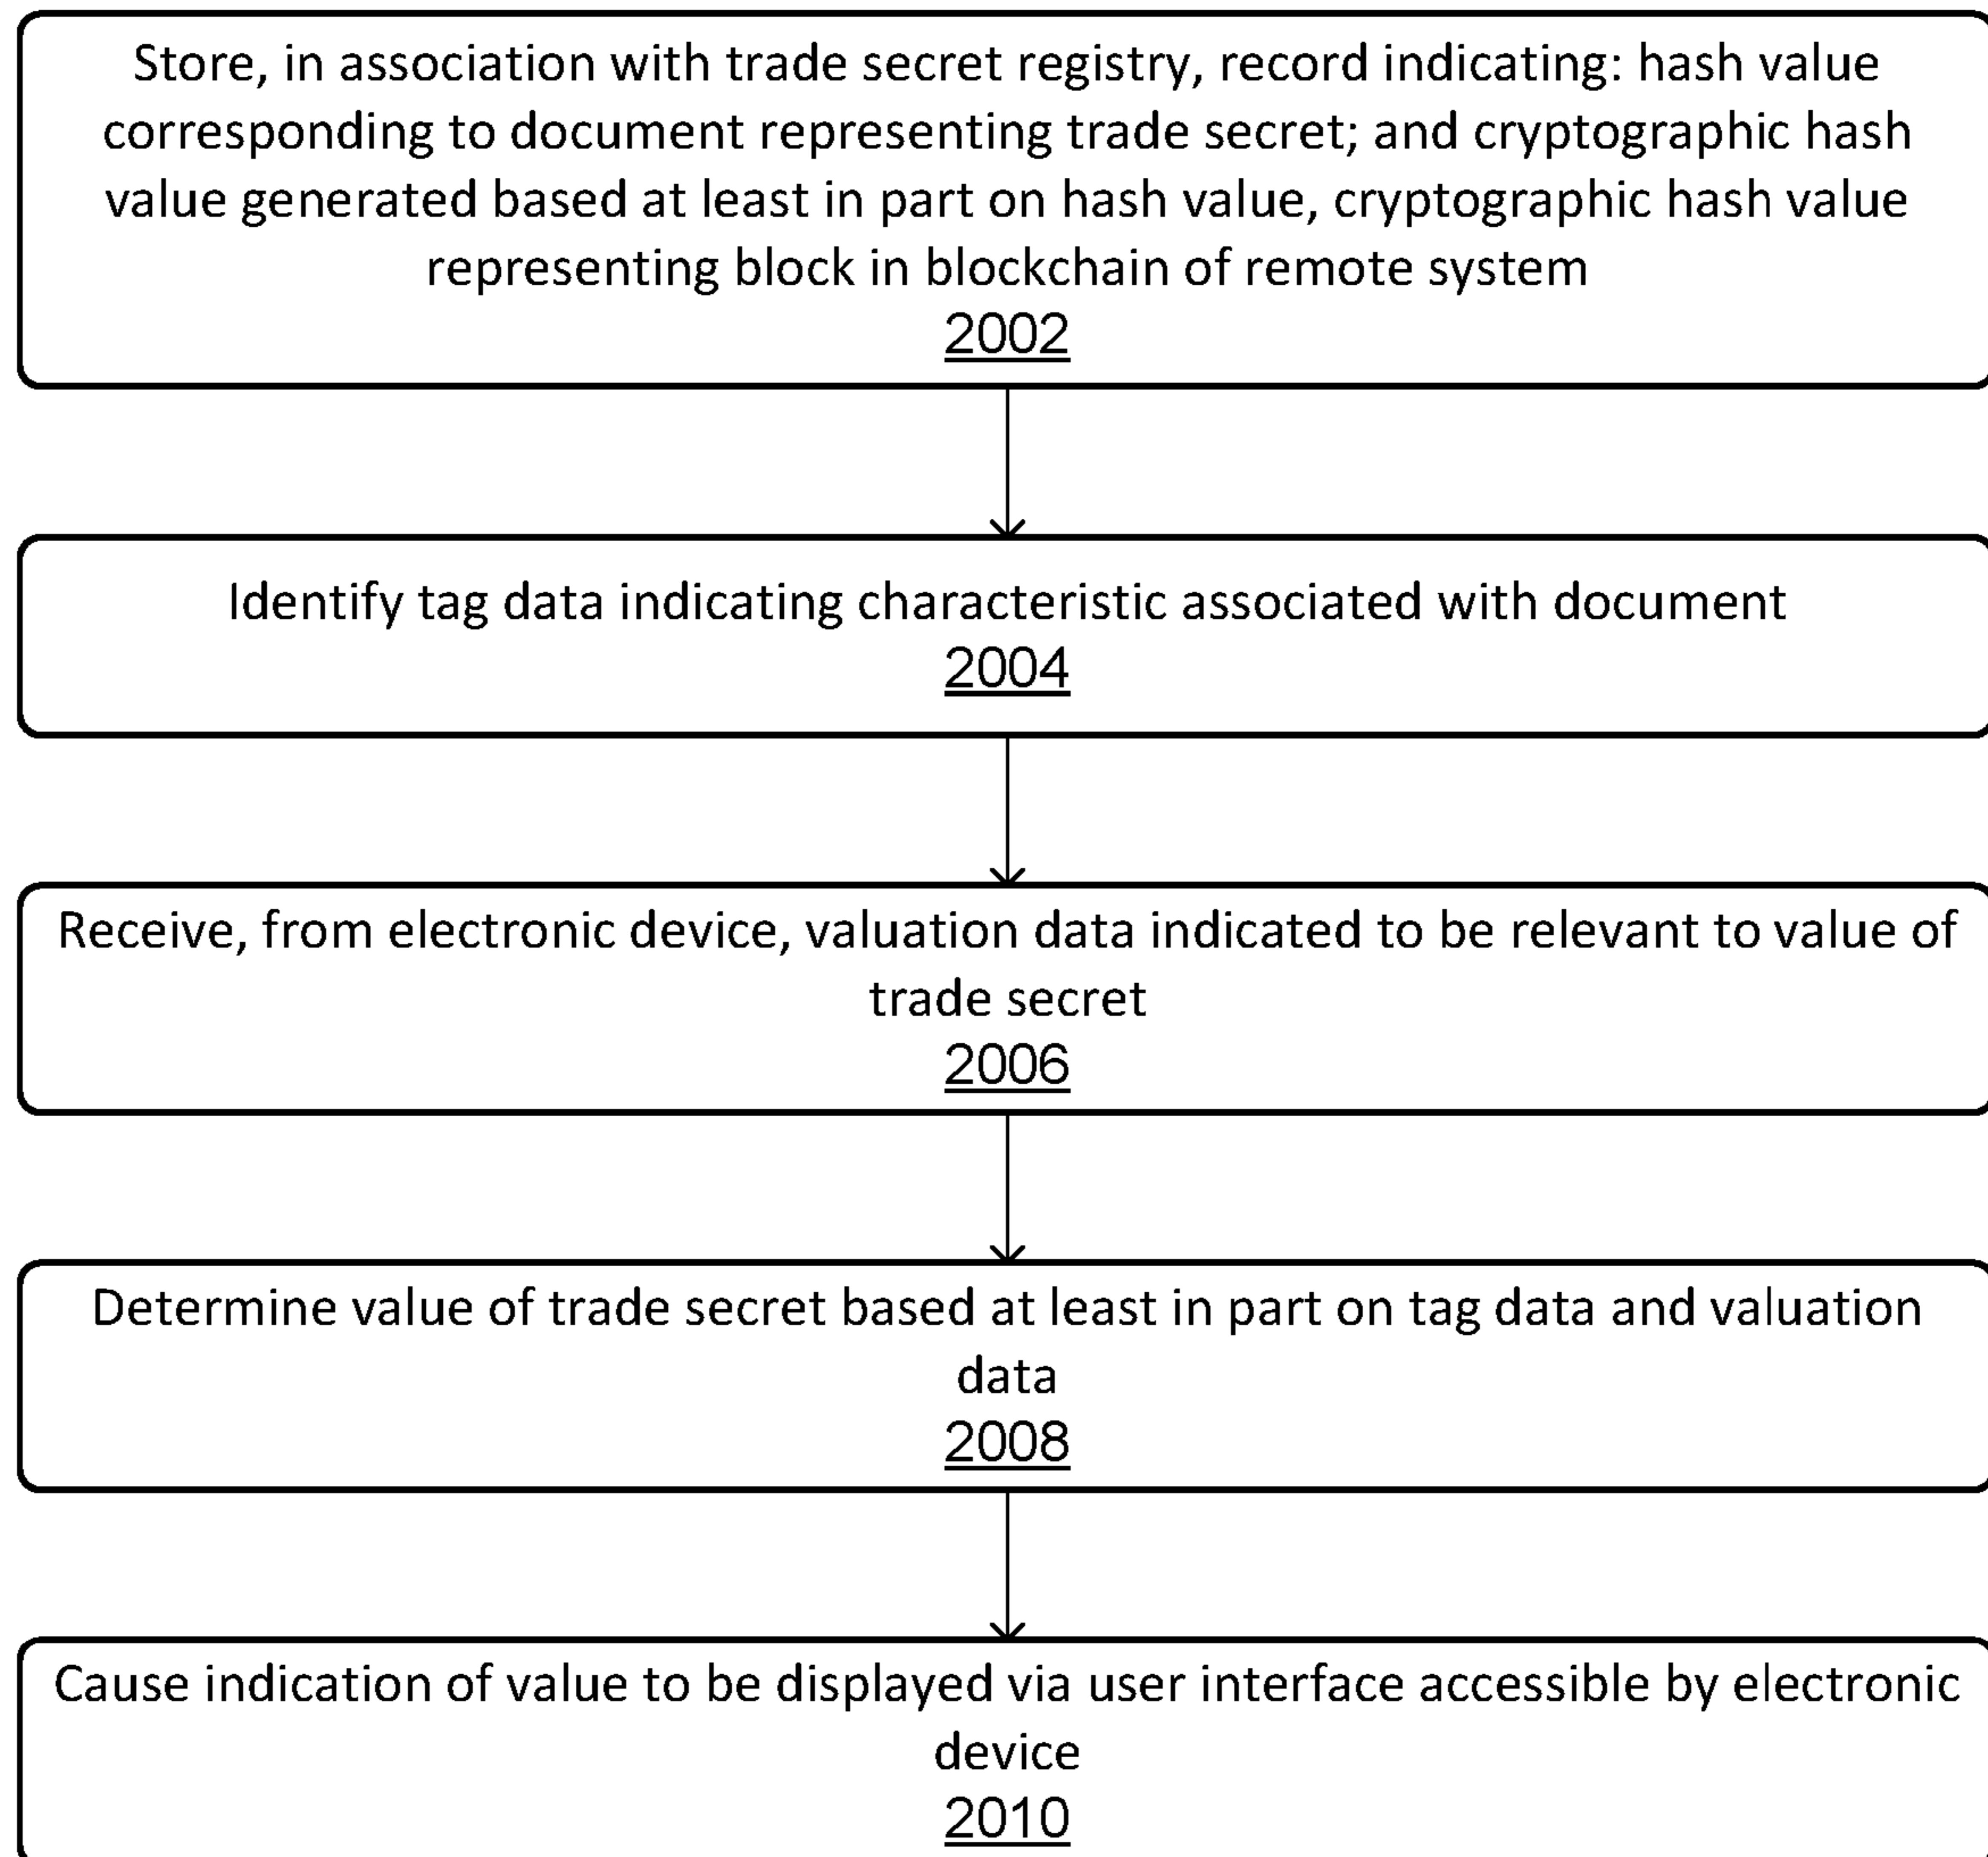 Store, in association with trade secret registry, record indicating: hash value
corresponding to document representing trade secret; and cryptographic hash
value generated based at least in part on hash value, cryptographic hash value
representing block in blockchain of remote system
2002
Identify tag data indicating characteristic associated with document
2004
Receive, from electronic device, valuation data indicated to be relevant to value of
trade secret
2006
Determine value of trade secret based at least in part on tag data and valuation
data
2008
Cause indication of value to be displayed via user interface accessible by electronic
device
2010